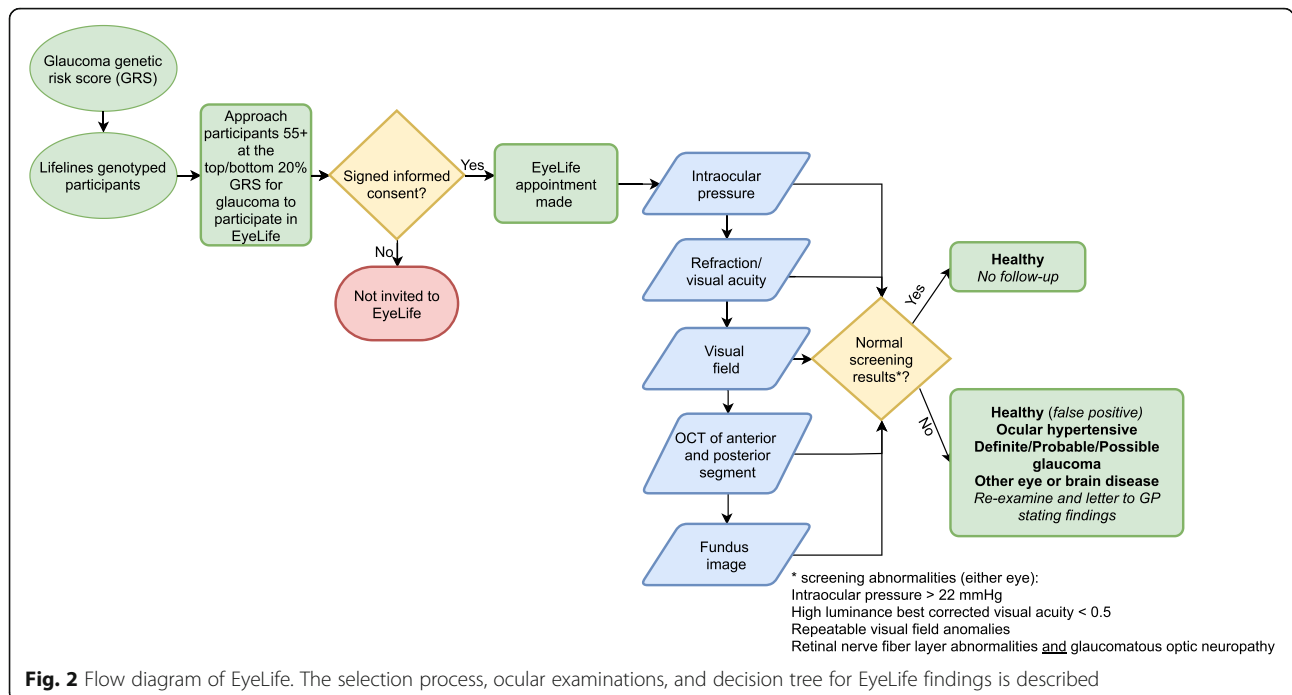 Glaucoma genetic
risk score (GRS)
Lifelines genotyped
participants
Approach
participants 55+
at the
top/bottom 20%
GRS for
glaucoma to
participate in
EyeLife
Signed informed
consent?
Yes
No
Not invited to
EyeLife
EyeLife
appointment
made
Intraocular
pressure
Refraction/
visual acuity
Visual
field
OCT of anterior
and posterior
segment
Fundus
image
Normal
screening
results*?
Yes
Healthy
No follow-up
No
Healthy (false positive)
Ocular hypertensive
Definite/Probable/Possible
glaucoma
Other eye or brain disease
Re-examine and letter to GP
stating findings
* screening abnormalities (either eye):
Intraocular pressure > 22 mmHg
High luminance best corrected visual acuity < 0.5
Repeatable visual field anomalies
Retinal nerve fiber layer abnormalities and glaucomatous optic neuropathy
Fig. 2 Flow diagram of EyeLife. The selection process, ocular examinations, and decision tree for EyeLife findings is described